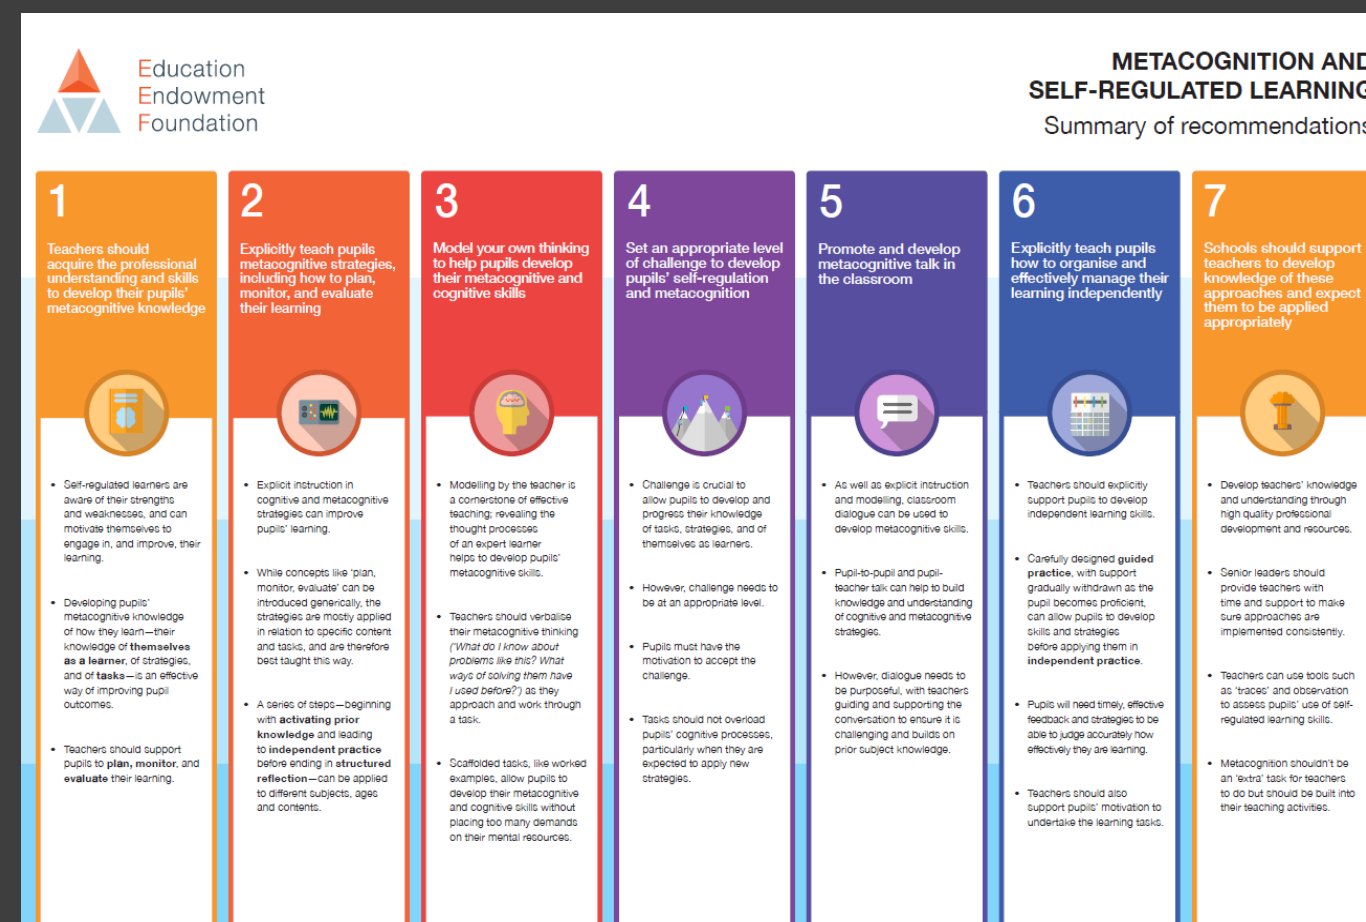 Education
Endowment
Foundation
METACOGNITION AND
SELF-REGULATED LEARNING
Summary of recommendations
1
Teachers should
acquire the professional
understanding and skills
to develop their pupils'
metacognitive knowledge
• Self-regulated learners are
aware of their strengths
and weaknesses, and can
motivate themselves to
engage in, and improve, their
learning.
• Developing pupils'
metacognitive knowledge
of how they learn—their
knowledge of themselves
as a learner, of strategies,
and of tasks—is an effective
way of improving pupil
outcomes.
• Teachers should support
pupils to plan, monitor, and
evaluate their learning.
2
Explicitly teach pupils
metacognitive strategies,
including how to plan,
monitor, and evaluate
their learning
• Explicit instruction in
cognitive and metacognitive
strategies can improve
pupils' learning.
• While concepts like 'plan,
monitor, evaluate' can be
introduced generically, the
strategies are mostly applied
in relation to specific content
and tasks, and are therefore
best taught this way.
• A series of steps—beginning
with activating prior
knowledge and leading
to independent practice
before ending in structured
reflection—can be applied
to different subjects, ages
and contents.
3
Model your own thinking
to help pupils develop
their metacognitive and
cognitive skills
• Modelling by the teacher is
a cornerstone of effective
teaching; revealing the
thought processes
of an expert learner
helps to develop pupils'
metacognitive skills.
• Teachers should verbalise
their metacognitive thinking
('What do I know about
problems like this? What
ways of solving them have
I used before?') as they
approach and work through
a task.
• Scaffolded tasks, like worked
examples, allow pupils to
develop their metacognitive
and cognitive skills without
placing too many demands
on their mental resources.
4
Set an appropriate level
of challenge to develop
pupils' self-regulation
and metacognition
• Challenge is crucial to
allow pupils to develop and
progress their knowledge
of tasks, strategies, and of
themselves as learners.
• However, challenge needs to
be at an appropriate level.
• Pupils must have the
motivation to accept the
challenge.
• Tasks should not overload
pupils' cognitive processes,
particularly when they are
expected to apply new
strategies.
5
Promote and develop
metacognitive talk in
the classroom
• As well as explicit instruction
and modelling, classroom
dialogue can be used to
develop metacognitive skills.
• Pupil-to-pupil and pupil-
teacher talk can help to build
knowledge and understanding
of cognitive and metacognitive
strategies.
• However, dialogue needs to
be purposeful, with teachers
guiding and supporting the
conversation to ensure it is
challenging and builds on
prior subject knowledge.
6
Explicitly teach pupils
how to organise and
effectively manage their
learning independently
• Teachers should explicitly
support pupils to develop
independent learning skills.
• Carefully designed guided
practice, with support
gradually withdrawn as the
pupil becomes proficient,
can allow pupils to develop
skills and strategies
before applying them in
independent practice.
• Pupils will need timely, effective
feedback and strategies to be
able to judge accurately how
effectively they are learning.
• Teachers should also
support pupils' motivation to
undertake the learning tasks.
7
Schools should support
teachers to develop
knowledge of these
approaches and expect
them to be applied
appropriately
• Develop teachers' knowledge
and understanding through
high quality professional
development and resources.
• Senior leaders should
provide teachers with
time and support to make
sure approaches are
implemented consistently.
• Teachers can use tools such
as 'traces' and observation
to assess pupils' use of self-
regulated learning skills.
• Metacognition shouldn't be
an 'extra' task for teachers
to do but should be built into
their teaching activities.